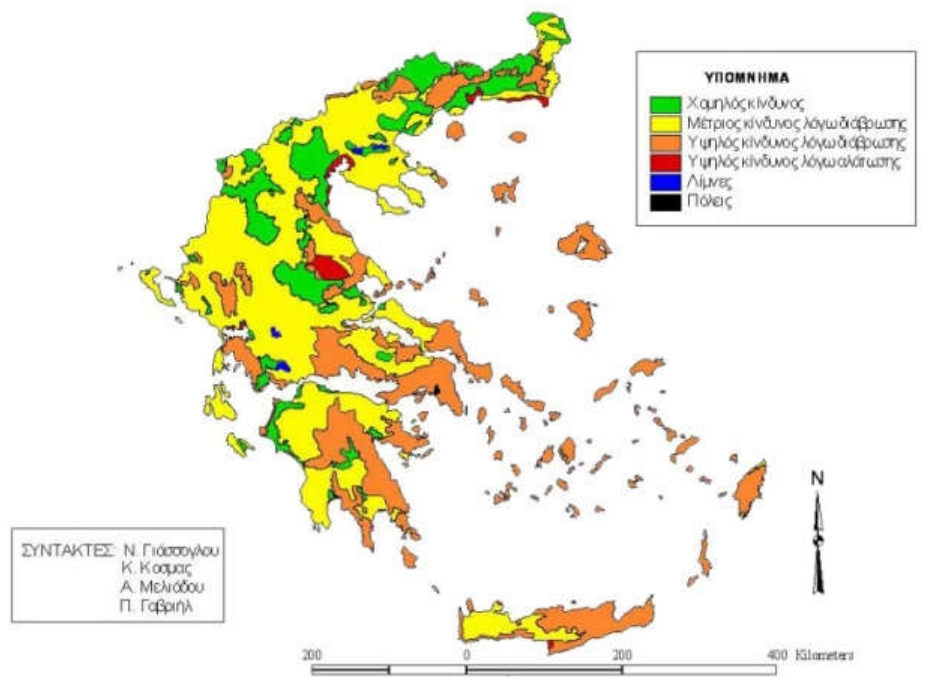 ΥΠΟΜΝΗΜΑ
Χαμηλός κίνδυνος
Μέτριος κίνδυνος λόγω διάβρωσης
Υψηλός κίνδυνος λόγω διάβρωσης
Υψηλός κίνδυνος λόγω αλάτωσης
Λίμνες
Πόλεις
N
ΣΥΝΤΑΚΤΕΣ: Ν. Γιάσσογλου
Κ. Κοσμας
Α. Μελιάδου
Π. Γαβριήλ
200 0 200 400 Kilometers